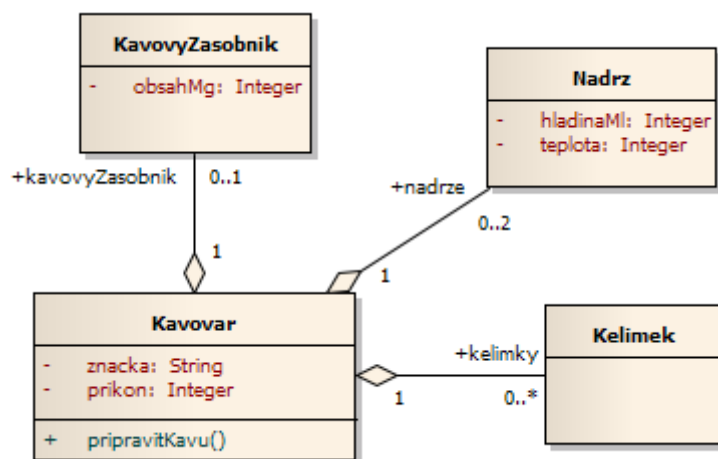 KavovyZasobnik
- obsahMg: Integer
Nadrz
- hladinaMl: Integer
- teplota: Integer
+kavovyZasobnik
0..1
+nadrze
0..2
1
1
Kavovar
- znacka: String
- prikon: Integer
+ pripravitKavu()
+kelimky
1
0..*
Kelimek